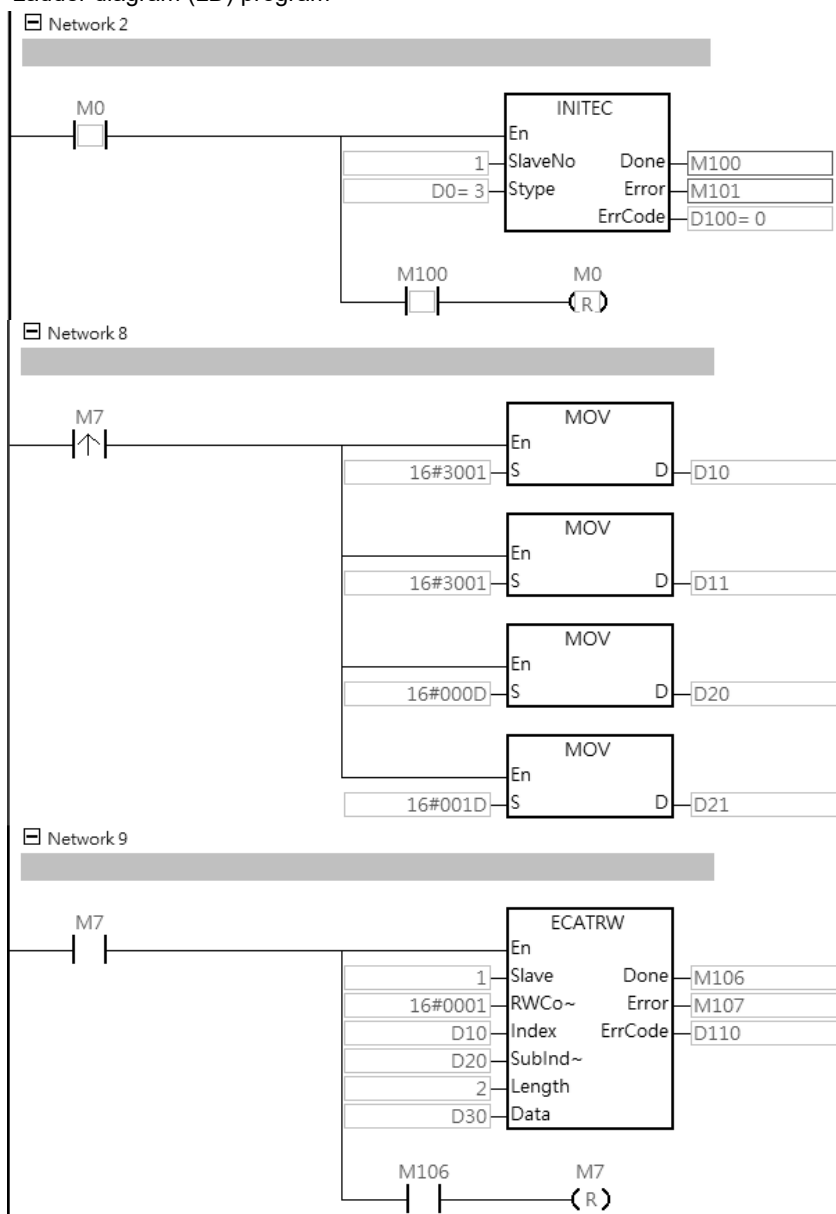 Network 2
M0
INITEC
En
1 SlaveNo Done M100
D0= 3 Stype Error M101
ErrCode D100= 0
M100 M0
R
Network 8
M7
MOV
En
16#3001 S D D10
MOV
En
16#3001 S D D11
MOV
En
16#000D S D D20
MOV
En
16#001D S D D21
Network 9
M7
ECATRW
En
1 Slave Done M106
16#0001 RWCo~ Error M107
D10 Index ErrCode D110
D20 SubInd~
2 Length
D30 Data
M106 M7
R